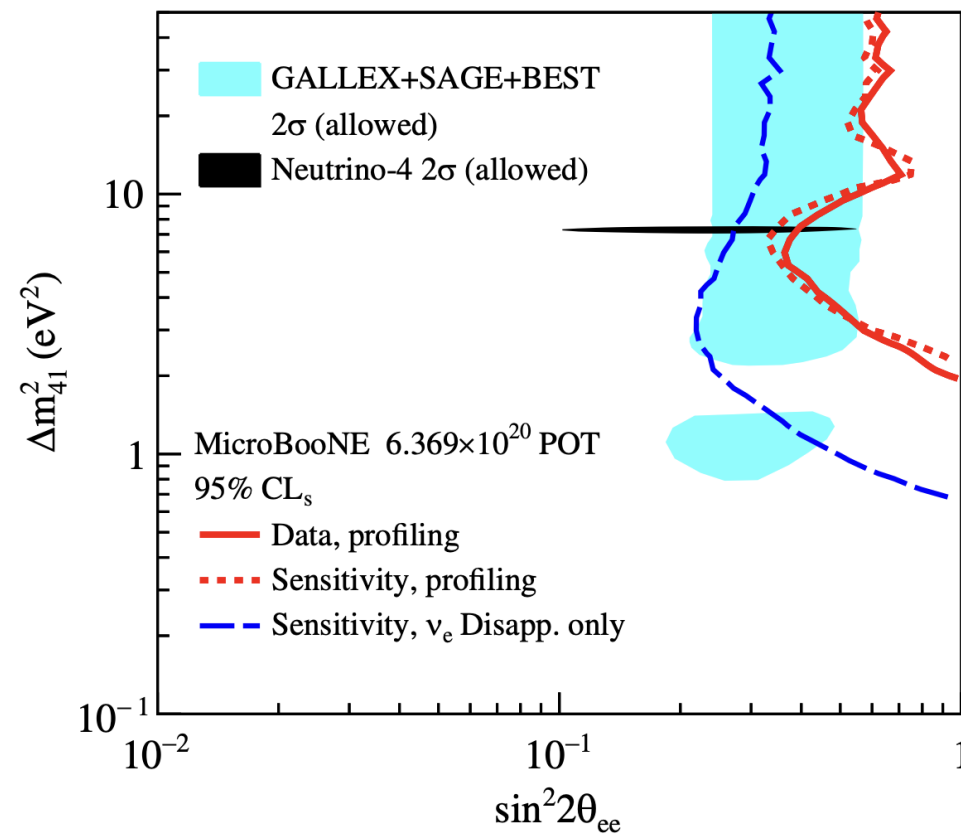 GALLEX+SAGE+BEST
2σ (allowed)
Neutrino-4 2σ (allowed)
10
Δm²₄₁ (eV²)
MicroBooNE 6.369×10²⁰ POT
1
95% CLₛ
Data, profiling
Sensitivity, profiling
Sensitivity, νₑ Disapp. only
10⁻¹
10⁻² 10⁻¹ 1
sin²2θₑₑ